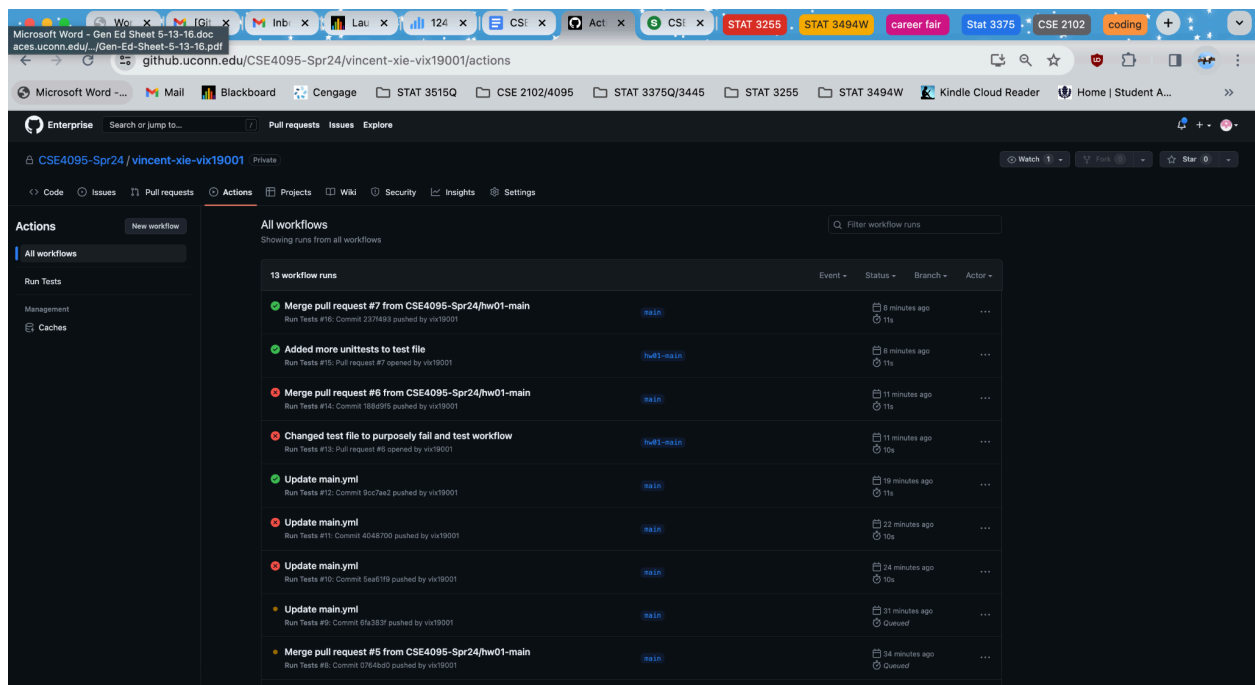 Wor
[Git
Inb
Lau
124
CSE
Act
CSE
STAT 3255
STAT 3494W
career fair
Stat 3375
CSE 2102
coding
Microsoft Word - Gen Ed Sheet 5-13-16.doc
aces.uconn.edu/.../Gen-Ed-Sheet-5-13-16.pdf
github.uconn.edu/CSE4095-Spr24/vincent-xie-vix19001/actions
Microsoft Word -...
Mail
Blackboard
Cengage
STAT 3515Q
CSE 2102/4095
STAT 3375Q/3445
STAT 3255
STAT 3494W
Kindle Cloud Reader
Home | Student A...
Enterprise
Search or jump to...
/
Pull requests
Issues
Explore
CSE4095-Spr24 / vincent-xie-vix19001
Private
Watch 1
Fork 0
Star 0
Code
Issues
Pull requests
Actions
Projects
Wiki
Security
Insights
Settings
Actions
New workflow
All workflows
Run Tests
Management
Caches
All workflows
Showing runs from all workflows
Filter workflow runs
13 workflow runs
Event
Status
Branch
Actor
Merge pull request #7 from CSE4095-Spr24/hw01-main
Run Tests #16: Commit 237f493 pushed by vix19001
main
8 minutes ago
11s
Added more unittests to test file
Run Tests #15: Pull request #7 opened by vix19001
hw01-main
8 minutes ago
11s
Merge pull request #6 from CSE4095-Spr24/hw01-main
Run Tests #14: Commit 188d9f5 pushed by vix19001
main
11 minutes ago
11s
Changed test file to purposely fail and test workflow
Run Tests #13: Pull request #6 opened by vix19001
hw01-main
11 minutes ago
10s
Update main.yml
Run Tests #12: Commit 9cc7ae2 pushed by vix19001
main
19 minutes ago
11s
Update main.yml
Run Tests #11: Commit 4048700 pushed by vix19001
main
22 minutes ago
10s
Update main.yml
Run Tests #10: Commit 5ea61f9 pushed by vix19001
main
24 minutes ago
10s
Update main.yml
Run Tests #9: Commit 6fa383f pushed by vix19001
main
31 minutes ago
Queued
Merge pull request #5 from CSE4095-Spr24/hw01-main
Run Tests #8: Commit 0764bd0 pushed by vix19001
main
34 minutes ago
Queued